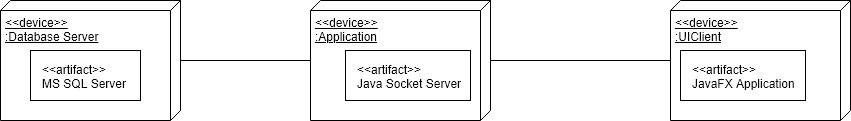 <<device>>
:Database Server
<<artifact>>
MS SQL Server
<<device>>
:Application
<<artifact>>
Java Socket Server
<<device>>
:UIClient
<<artifact>>
JavaFX Application